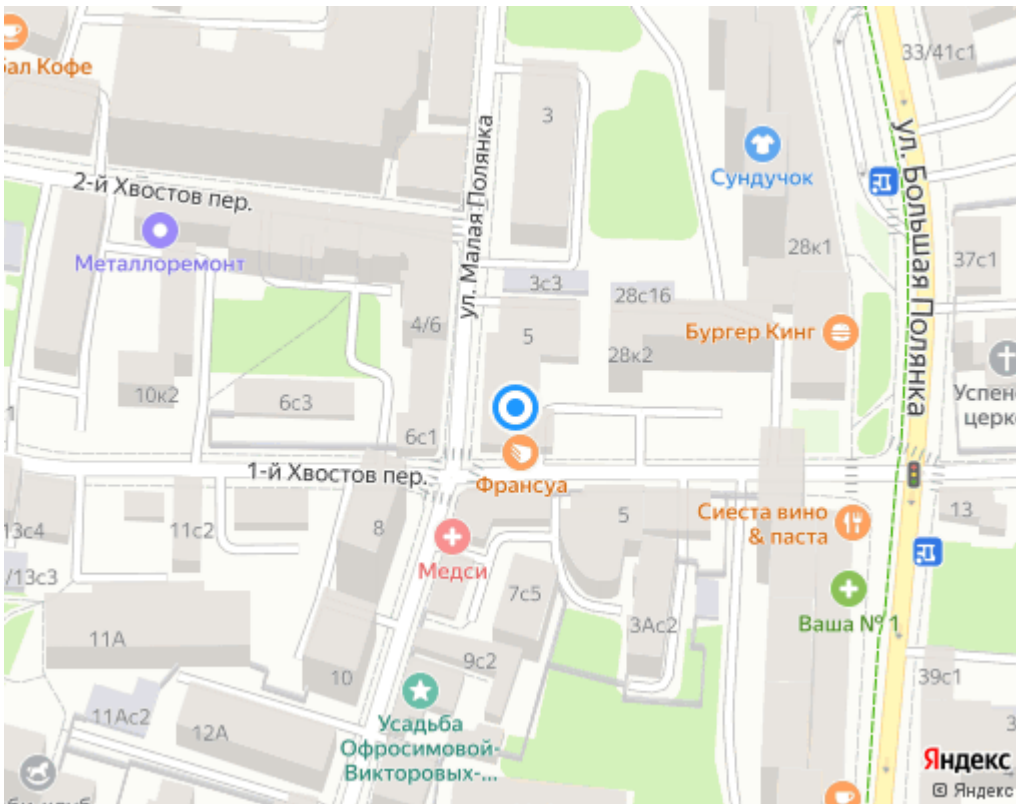 бал Кофе
33/41с1
3
ул. Большая Полянка
ул. Малая Полянка
Сундучок
2-й Хвостов пер.
Металлоремонт
28к1
37с1
3с3
28с16
4/6
5
Бургер Кинг
28к2
Успен
церк
10к2
6с3
1
6с1
1-й Хвостов пер.
Франсуа
13с4
11с2
8
5
Сиеста вино
& паста
13
Медси
/13с3
7с5
Ваша № 1
3Ас2
11А
9с2
10
39с1
11Ас2
12А
Усадьба
Офросимовой-
Викторовых-...
3
Яндекс
© Яндекс